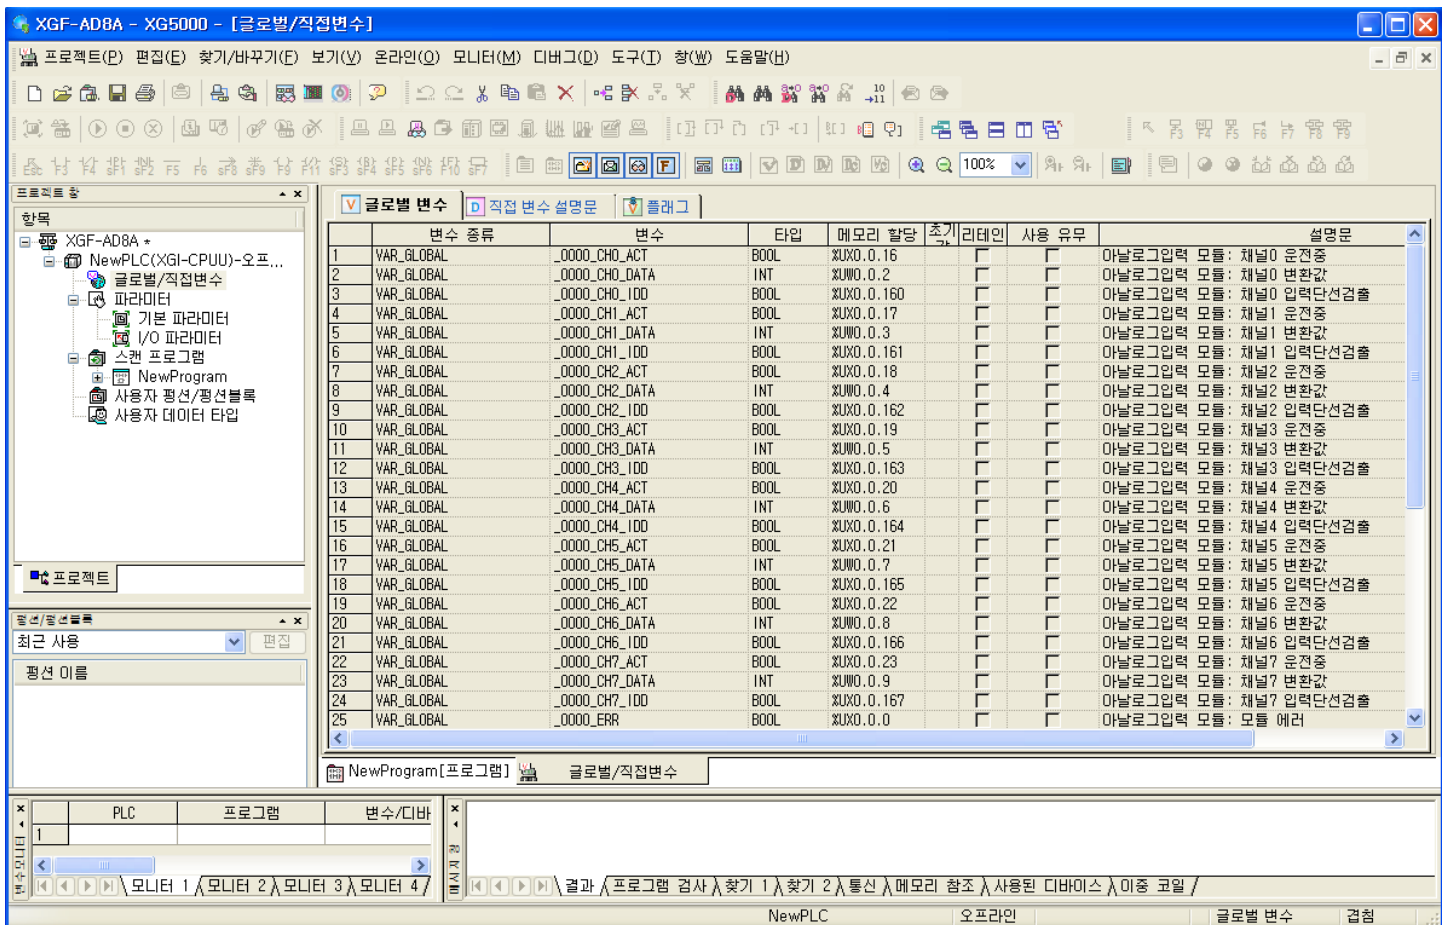 XGF-AD8A - XG5000 - [글로벌/직접변수]
프로젝트(P) 편집(E) 찾기/바꾸기(F) 보기(V) 온라인(O) 모니터(M) 디버그(D) 도구(T) 창(W) 도움말(H)
Esc F3 F4 sF1 sF2 F5 F6 sF8 sF9 F9 F11 sF3 sF4 sF5 sF6 F10 sF7 100%
프로젝트 창
항목
XGF-AD8A *
NewPLC(XGI-CPUU)-오프...
글로벌/직접변수
파라미터
기본 파라미터
I/O 파라미터
스캔 프로그램
NewProgram
사용자 펑션/펑션블록
사용자 데이터 타입
프로젝트
펑션/펑션블록
최근 사용 편집
펑션 이름
글로벌 변수 직접 변수 설명문 플래그
변수 종류 변수 타입 메모리 할당 초기 리테인 사용 유무 설명문
1 VAR_GLOBAL _0000_CH0_ACT BOOL %UX0.0.16 아날로그입력 모듈: 채널0 운전중
2 VAR_GLOBAL _0000_CH0_DATA INT %UW0.0.2 아날로그입력 모듈: 채널0 변환값
3 VAR_GLOBAL _0000_CH0_IDD BOOL %UX0.0.160 아날로그입력 모듈: 채널0 입력단선검출
4 VAR_GLOBAL _0000_CH1_ACT BOOL %UX0.0.17 아날로그입력 모듈: 채널1 운전중
5 VAR_GLOBAL _0000_CH1_DATA INT %UW0.0.3 아날로그입력 모듈: 채널1 변환값
6 VAR_GLOBAL _0000_CH1_IDD BOOL %UX0.0.161 아날로그입력 모듈: 채널1 입력단선검출
7 VAR_GLOBAL _0000_CH2_ACT BOOL %UX0.0.18 아날로그입력 모듈: 채널2 운전중
8 VAR_GLOBAL _0000_CH2_DATA INT %UW0.0.4 아날로그입력 모듈: 채널2 변환값
9 VAR_GLOBAL _0000_CH2_IDD BOOL %UX0.0.162 아날로그입력 모듈: 채널2 입력단선검출
10 VAR_GLOBAL _0000_CH3_ACT BOOL %UX0.0.19 아날로그입력 모듈: 채널3 운전중
11 VAR_GLOBAL _0000_CH3_DATA INT %UW0.0.5 아날로그입력 모듈: 채널3 변환값
12 VAR_GLOBAL _0000_CH3_IDD BOOL %UX0.0.163 아날로그입력 모듈: 채널3 입력단선검출
13 VAR_GLOBAL _0000_CH4_ACT BOOL %UX0.0.20 아날로그입력 모듈: 채널4 운전중
14 VAR_GLOBAL _0000_CH4_DATA INT %UW0.0.6 아날로그입력 모듈: 채널4 변환값
15 VAR_GLOBAL _0000_CH4_IDD BOOL %UX0.0.164 아날로그입력 모듈: 채널4 입력단선검출
16 VAR_GLOBAL _0000_CH5_ACT BOOL %UX0.0.21 아날로그입력 모듈: 채널5 운전중
17 VAR_GLOBAL _0000_CH5_DATA INT %UW0.0.7 아날로그입력 모듈: 채널5 변환값
18 VAR_GLOBAL _0000_CH5_IDD BOOL %UX0.0.165 아날로그입력 모듈: 채널5 입력단선검출
19 VAR_GLOBAL _0000_CH6_ACT BOOL %UX0.0.22 아날로그입력 모듈: 채널6 운전중
20 VAR_GLOBAL _0000_CH6_DATA INT %UW0.0.8 아날로그입력 모듈: 채널6 변환값
21 VAR_GLOBAL _0000_CH6_IDD BOOL %UX0.0.166 아날로그입력 모듈: 채널6 입력단선검출
22 VAR_GLOBAL _0000_CH7_ACT BOOL %UX0.0.23 아날로그입력 모듈: 채널7 운전중
23 VAR_GLOBAL _0000_CH7_DATA INT %UW0.0.9 아날로그입력 모듈: 채널7 변환값
24 VAR_GLOBAL _0000_CH7_IDD BOOL %UX0.0.167 아날로그입력 모듈: 채널7 입력단선검출
25 VAR_GLOBAL _0000_ERR BOOL %UX0.0.0 아날로그입력 모듈: 모듈 에러
NewProgram[프로그램] 글로벌/직접변수
PLC 프로그램 변수/디바
1
모니터 1 모니터 2 모니터 3 모니터 4
결과 프로그램 검사 찾기 1 찾기 2 통신 메모리 참조 사용된 디바이스 이중 코일
NewPLC 오프라인 글로벌 변수 겹침